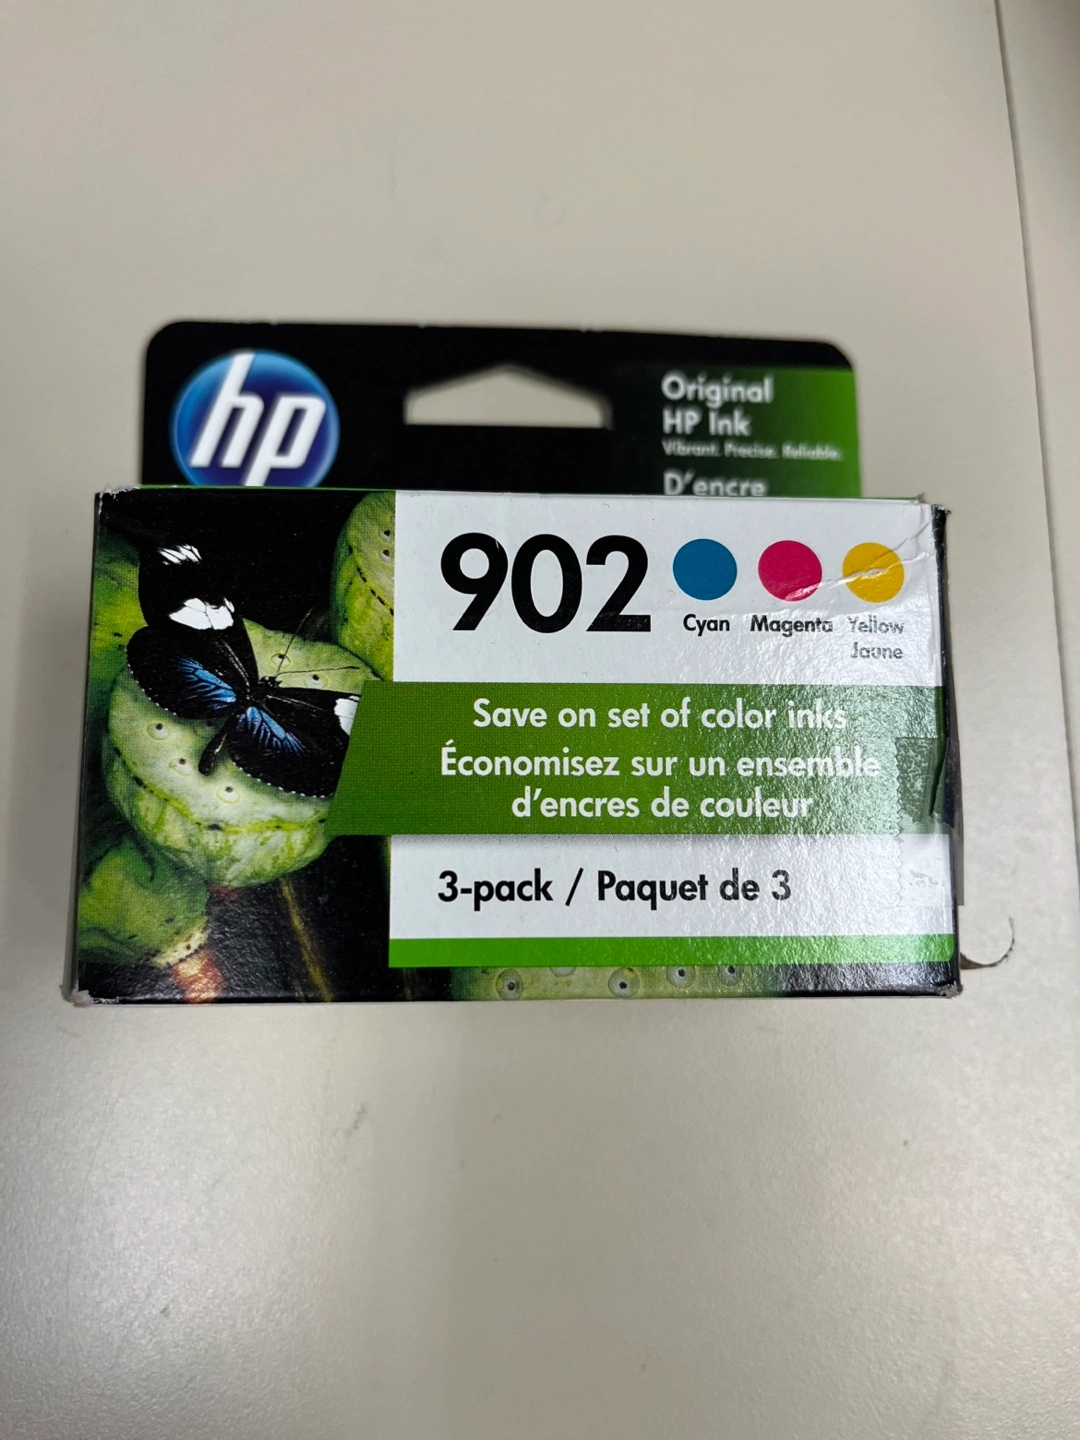 hp
Original
HP Ink
Vibrant. Precise. Reliable.
D'encre
902
Cyan Magenta Yellow
Jaune
Save on set of color inks
Économisez sur un ensemble
d'encres de couleur
3-pack / Paquet de 3